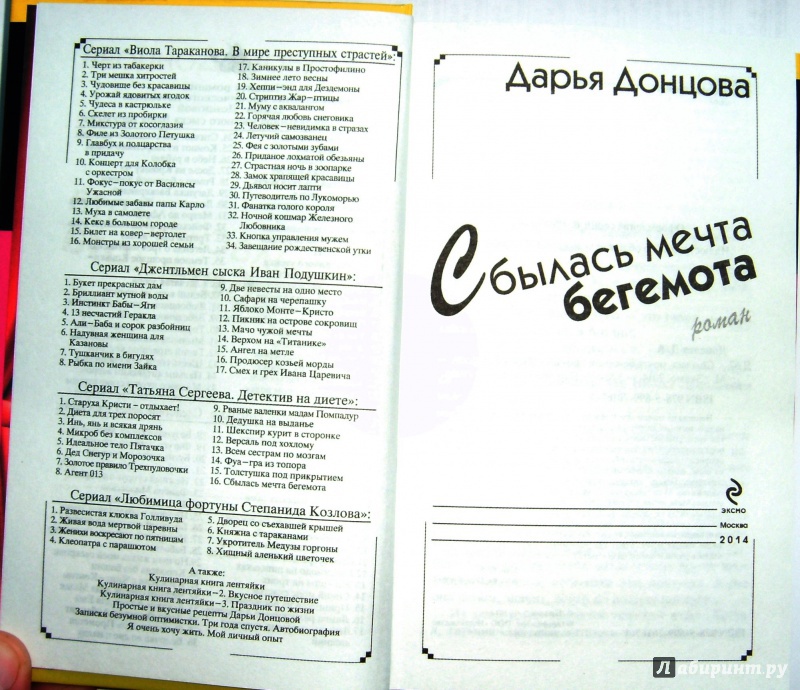 Сериал «Виола Тараканова. В мире преступных страстей»:
1. Черт из табакерки
2. Три мешка хитростей
3. Чудовище без красавицы
4. Урожай ядовитых ягодок
5. Чудеса в кастрюльке
6. Скелет из пробирки
7. Микстура от косоглазия
8. Филе из Золотого Петушка
9. Главбух и полцарства
в придачу
10. Концерт для Колобка
с оркестром
11. Фокус-покус от Василисы
Ужасной
12. Любимые забавы папы Карло
13. Муха в самолете
14. Кекс в большом городе
15. Билет на ковер-вертолет
16. Монстры из хорошей семьи
17. Каникулы в Простофилино
18. Зимнее лето весны
19. Хеппи-энд для Дездемоны
20. Стриптиз Жар-птицы
21. Муму с аквалангом
22. Горячая любовь снеговика
23. Человек-невидимка в стразах
24. Летучий самозванец
25. Фея с золотыми зубами
26. Приданое лохматой обезьяны
27. Страстная ночь в зоопарке
28. Замок храпящей красавицы
29. Дьявол носит лапти
30. Путеводитель по Лукоморью
31. Фанатка голого короля
32. Ночной кошмар Железного
Любовника
33. Кнопка управления мужем
34. Завещание рождественской утки
Сериал «Джентльмен сыска Иван Подушкин»:
1. Букет прекрасных дам
2. Бриллиант мутной воды
3. Инстинкт Бабы-Яги
4. 13 несчастий Геракла
5. Али-Баба и сорок разбойниц
6. Надувная женщина для
Казановы
7. Тушканчик в бигудях
8. Рыбка по имени Зайка
9. Две невесты на одно место
10. Сафари на черепашку
11. Яблоко Монте-Кристо
12. Пикник на острове сокровищ
13. Мачо чужой мечты
14. Верхом на «Титанике»
15. Ангел на метле
16. Продюсер козьей морды
17. Смех и грех Ивана Царевича
Сериал «Татьяна Сергеева. Детектив на диете»:
1. Старуха Кристи - отдыхает!
2. Диета для трех поросят
3. Инь, янь и всякая дрянь
4. Микроб без комплексов
5. Идеальное тело Пятачка
6. Дед Снегур и Морозочка
7. Золотое правило Трехпудовочки
8. Агент 013
9. Рваные валенки мадам Помпадур
10. Дедушка на выданье
11. Шекспир курит в сторонке
12. Версаль под хохлому
13. Всем сестрам по мозгам
14. Фуа-гра из топора
15. Толстушка под прикрытием
16. Сбылась мечта бегемота
Сериал «Любимица фортуны Степанида Козлова»:
1. Развесистая клюква Голливуда
2. Живая вода мертвой царевны
3. Женихи воскресают по пятницам
4. Клеопатра с парашютом
5. Дворец со съехавшей крышей
6. Княжна с тараканами
7. Укротитель Медузы горгоны
8. Хищный аленький цветочек
А также:
Кулинарная книга лентяйки
Кулинарная книга лентяйки-2. Вкусное путешествие
Кулинарная книга лентяйки-3. Праздник по жизни
Простые и вкусные рецепты Дарьи Донцовой
Записки безумной оптимистки. Три года спустя. Автобиография
Я очень хочу жить. Мой личный опыт
Дарья Донцова
Сбылась мечта
бегемота
роман
эксмо
Москва
2014
Лабиринт.ру